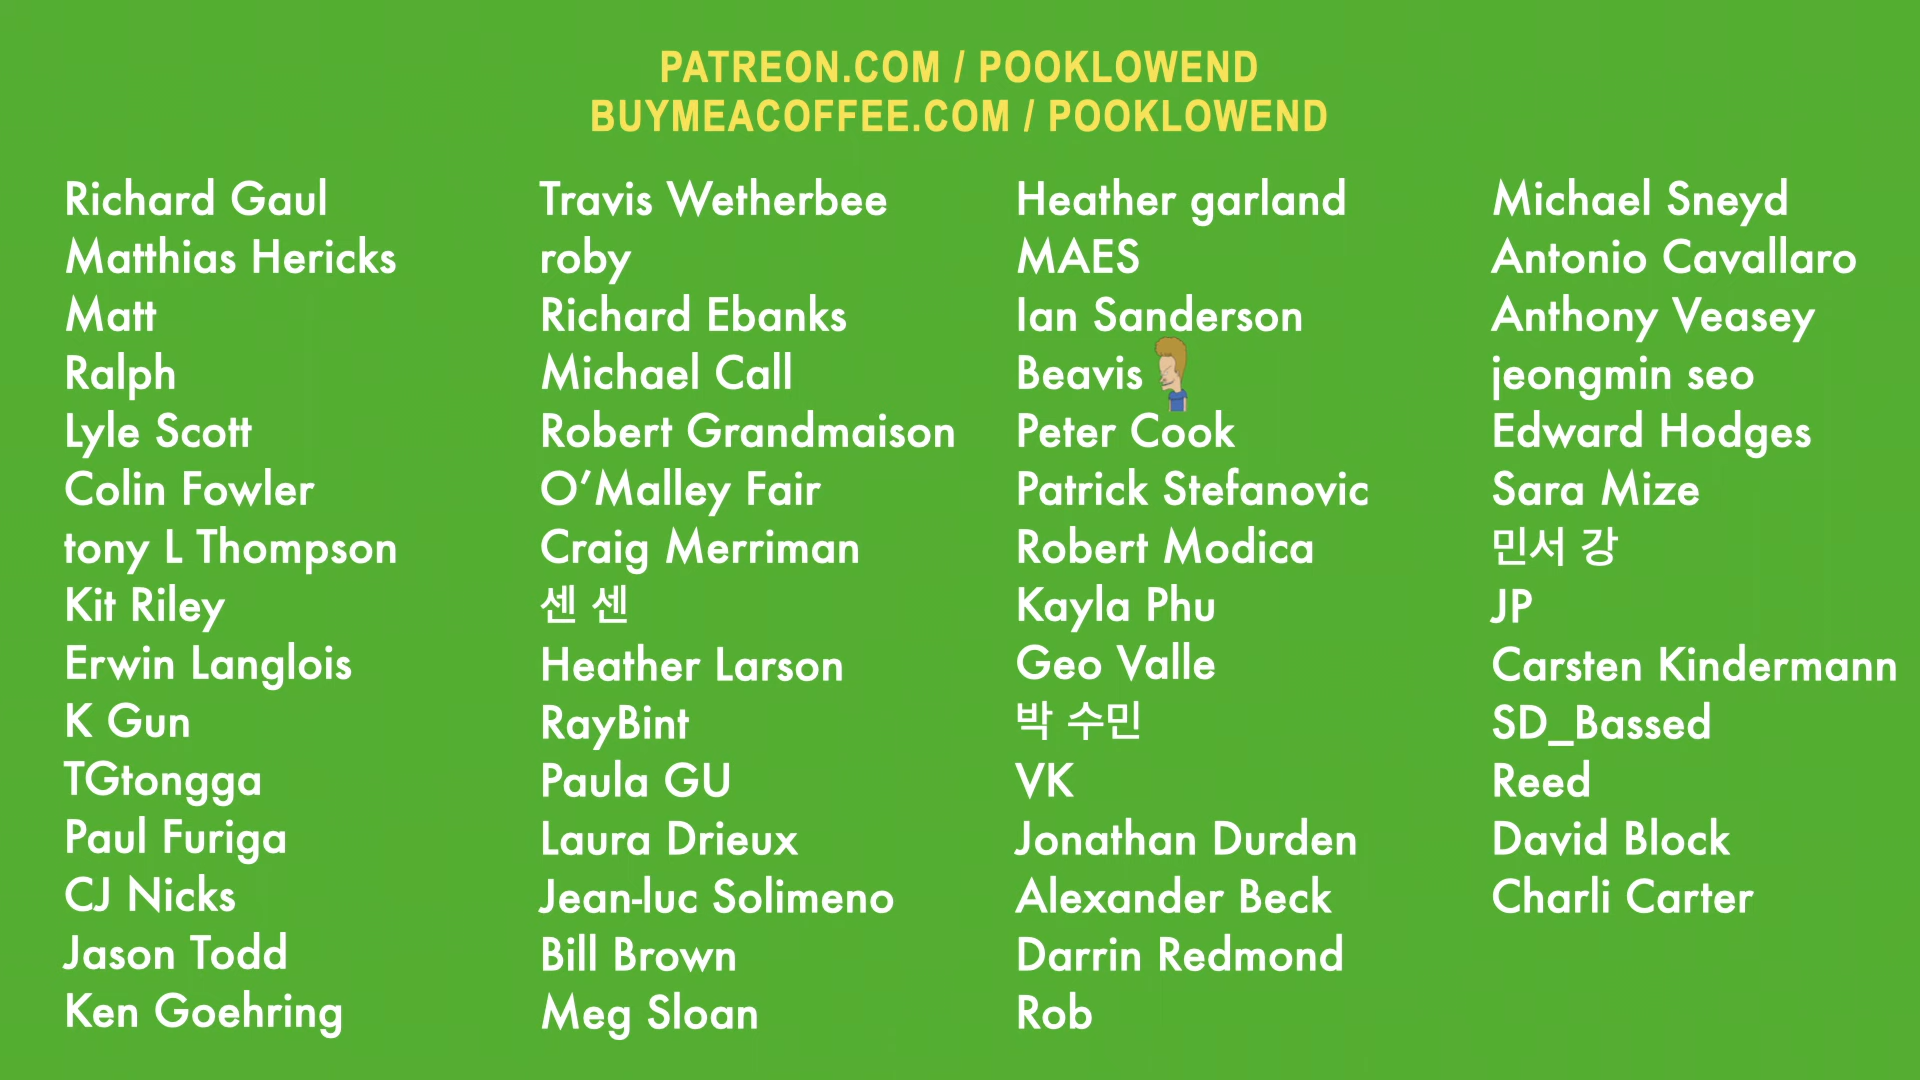 PATREON.COM / POOKLOWEND
BUYMEACOFFEE.COM / POOKLOWEND
Richard Gaul
Matthias Hericks
Matt
Ralph
Lyle Scott
Colin Fowler
tony L Thompson
Kit Riley
Erwin Langlois
K Gun
TGtongga
Paul Furiga
CJ Nicks
Jason Todd
Ken Goehring
Travis Wetherbee
roby
Richard Ebanks
Michael Call
Robert Grandmaison
O’Malley Fair
Craig Merriman
센 센
Heather Larson
RayBint
Paula GU
Laura Drieux
Jean-luc Solimeno
Bill Brown
Meg Sloan
Heather garland
MAES
Ian Sanderson
Beavis
Peter Cook
Patrick Stefanovic
Robert Modica
Kayla Phu
Geo Valle
박 수민
VK
Jonathan Durden
Alexander Beck
Darrin Redmond
Rob
Michael Sneyd
Antonio Cavallaro
Anthony Veasey
jeongmin seo
Edward Hodges
Sara Mize
민서 강
JP
Carsten Kindermann
SD_Bassed
Reed
David Block
Charli Carter